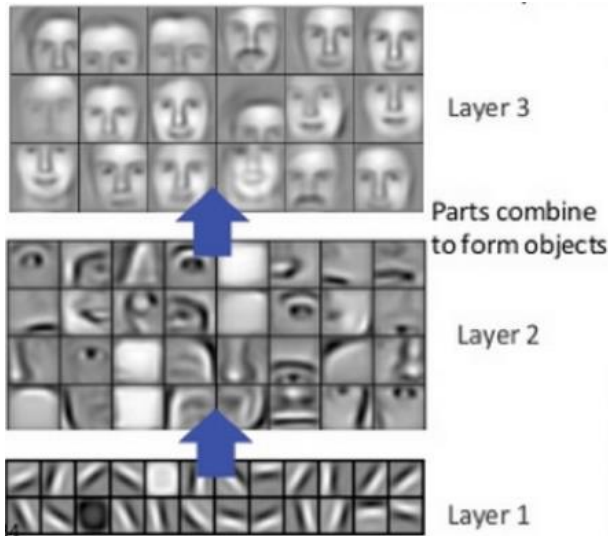 Layer 3
Parts combine
to form objects
Layer 2
Layer 1